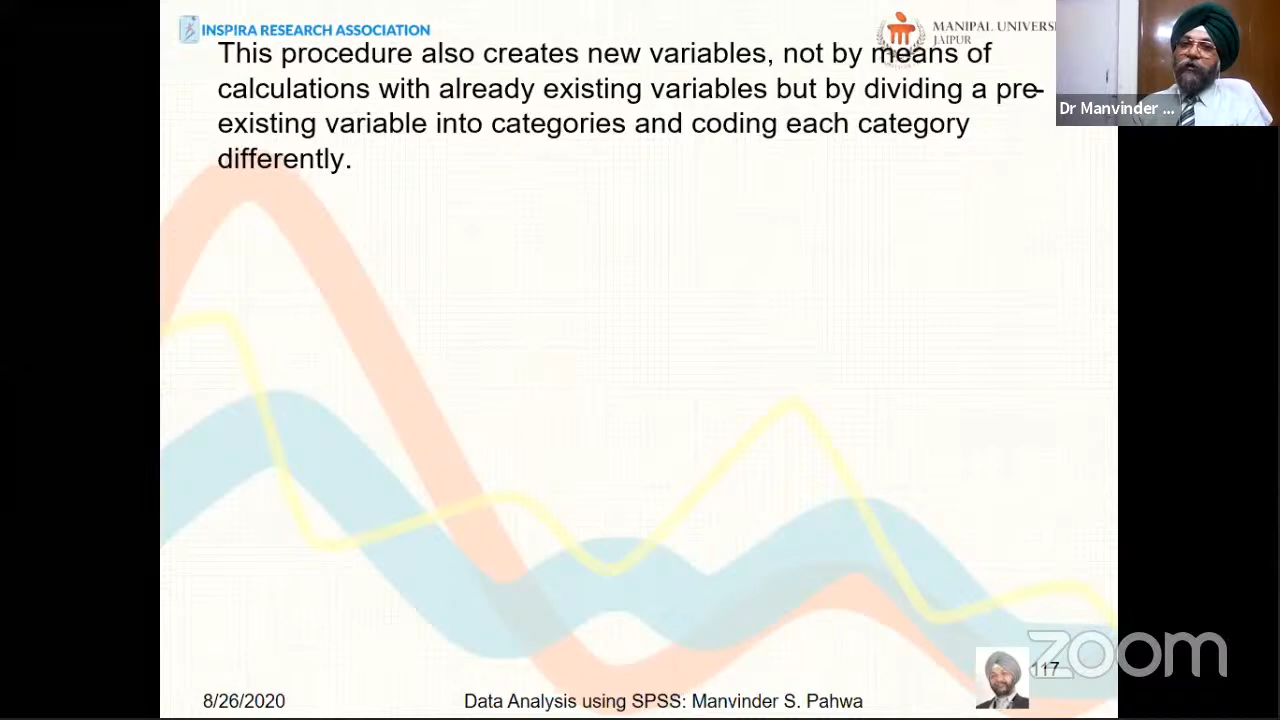 INSPIRA RESEARCH ASSOCIATION
MANIPAL UNIVERS
JAIPUR
This procedure also creates new variables, not by means of
calculations with already existing variables but by dividing a pre-
existing variable into categories and coding each category
differently.
Dr Manvinder ...
zoom
117
8/26/2020
Data Analysis using SPSS: Manvinder S. Pahwa